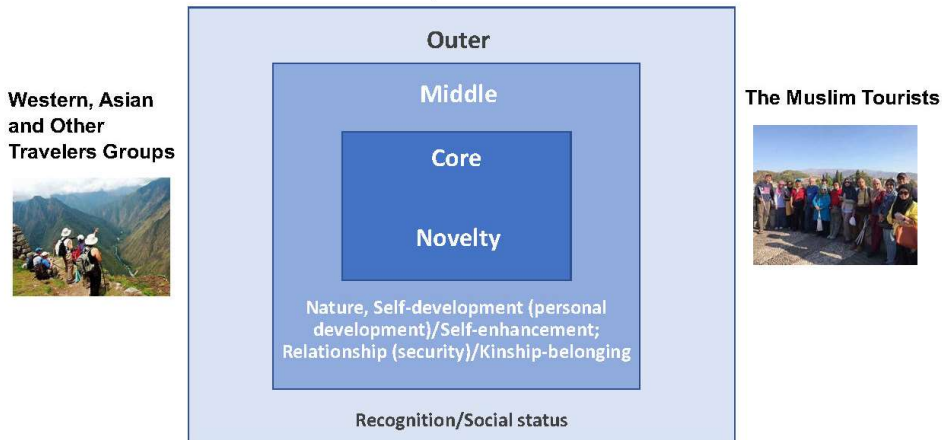 Outer
Middle
Western, Asian
and Other
Travelers Groups
The Muslim Tourists
Core
Novelty
Nature, Self-development (personal
development)/Self-enhancement;
Relationship (security)/Kinship-belonging
Recognition/Social status